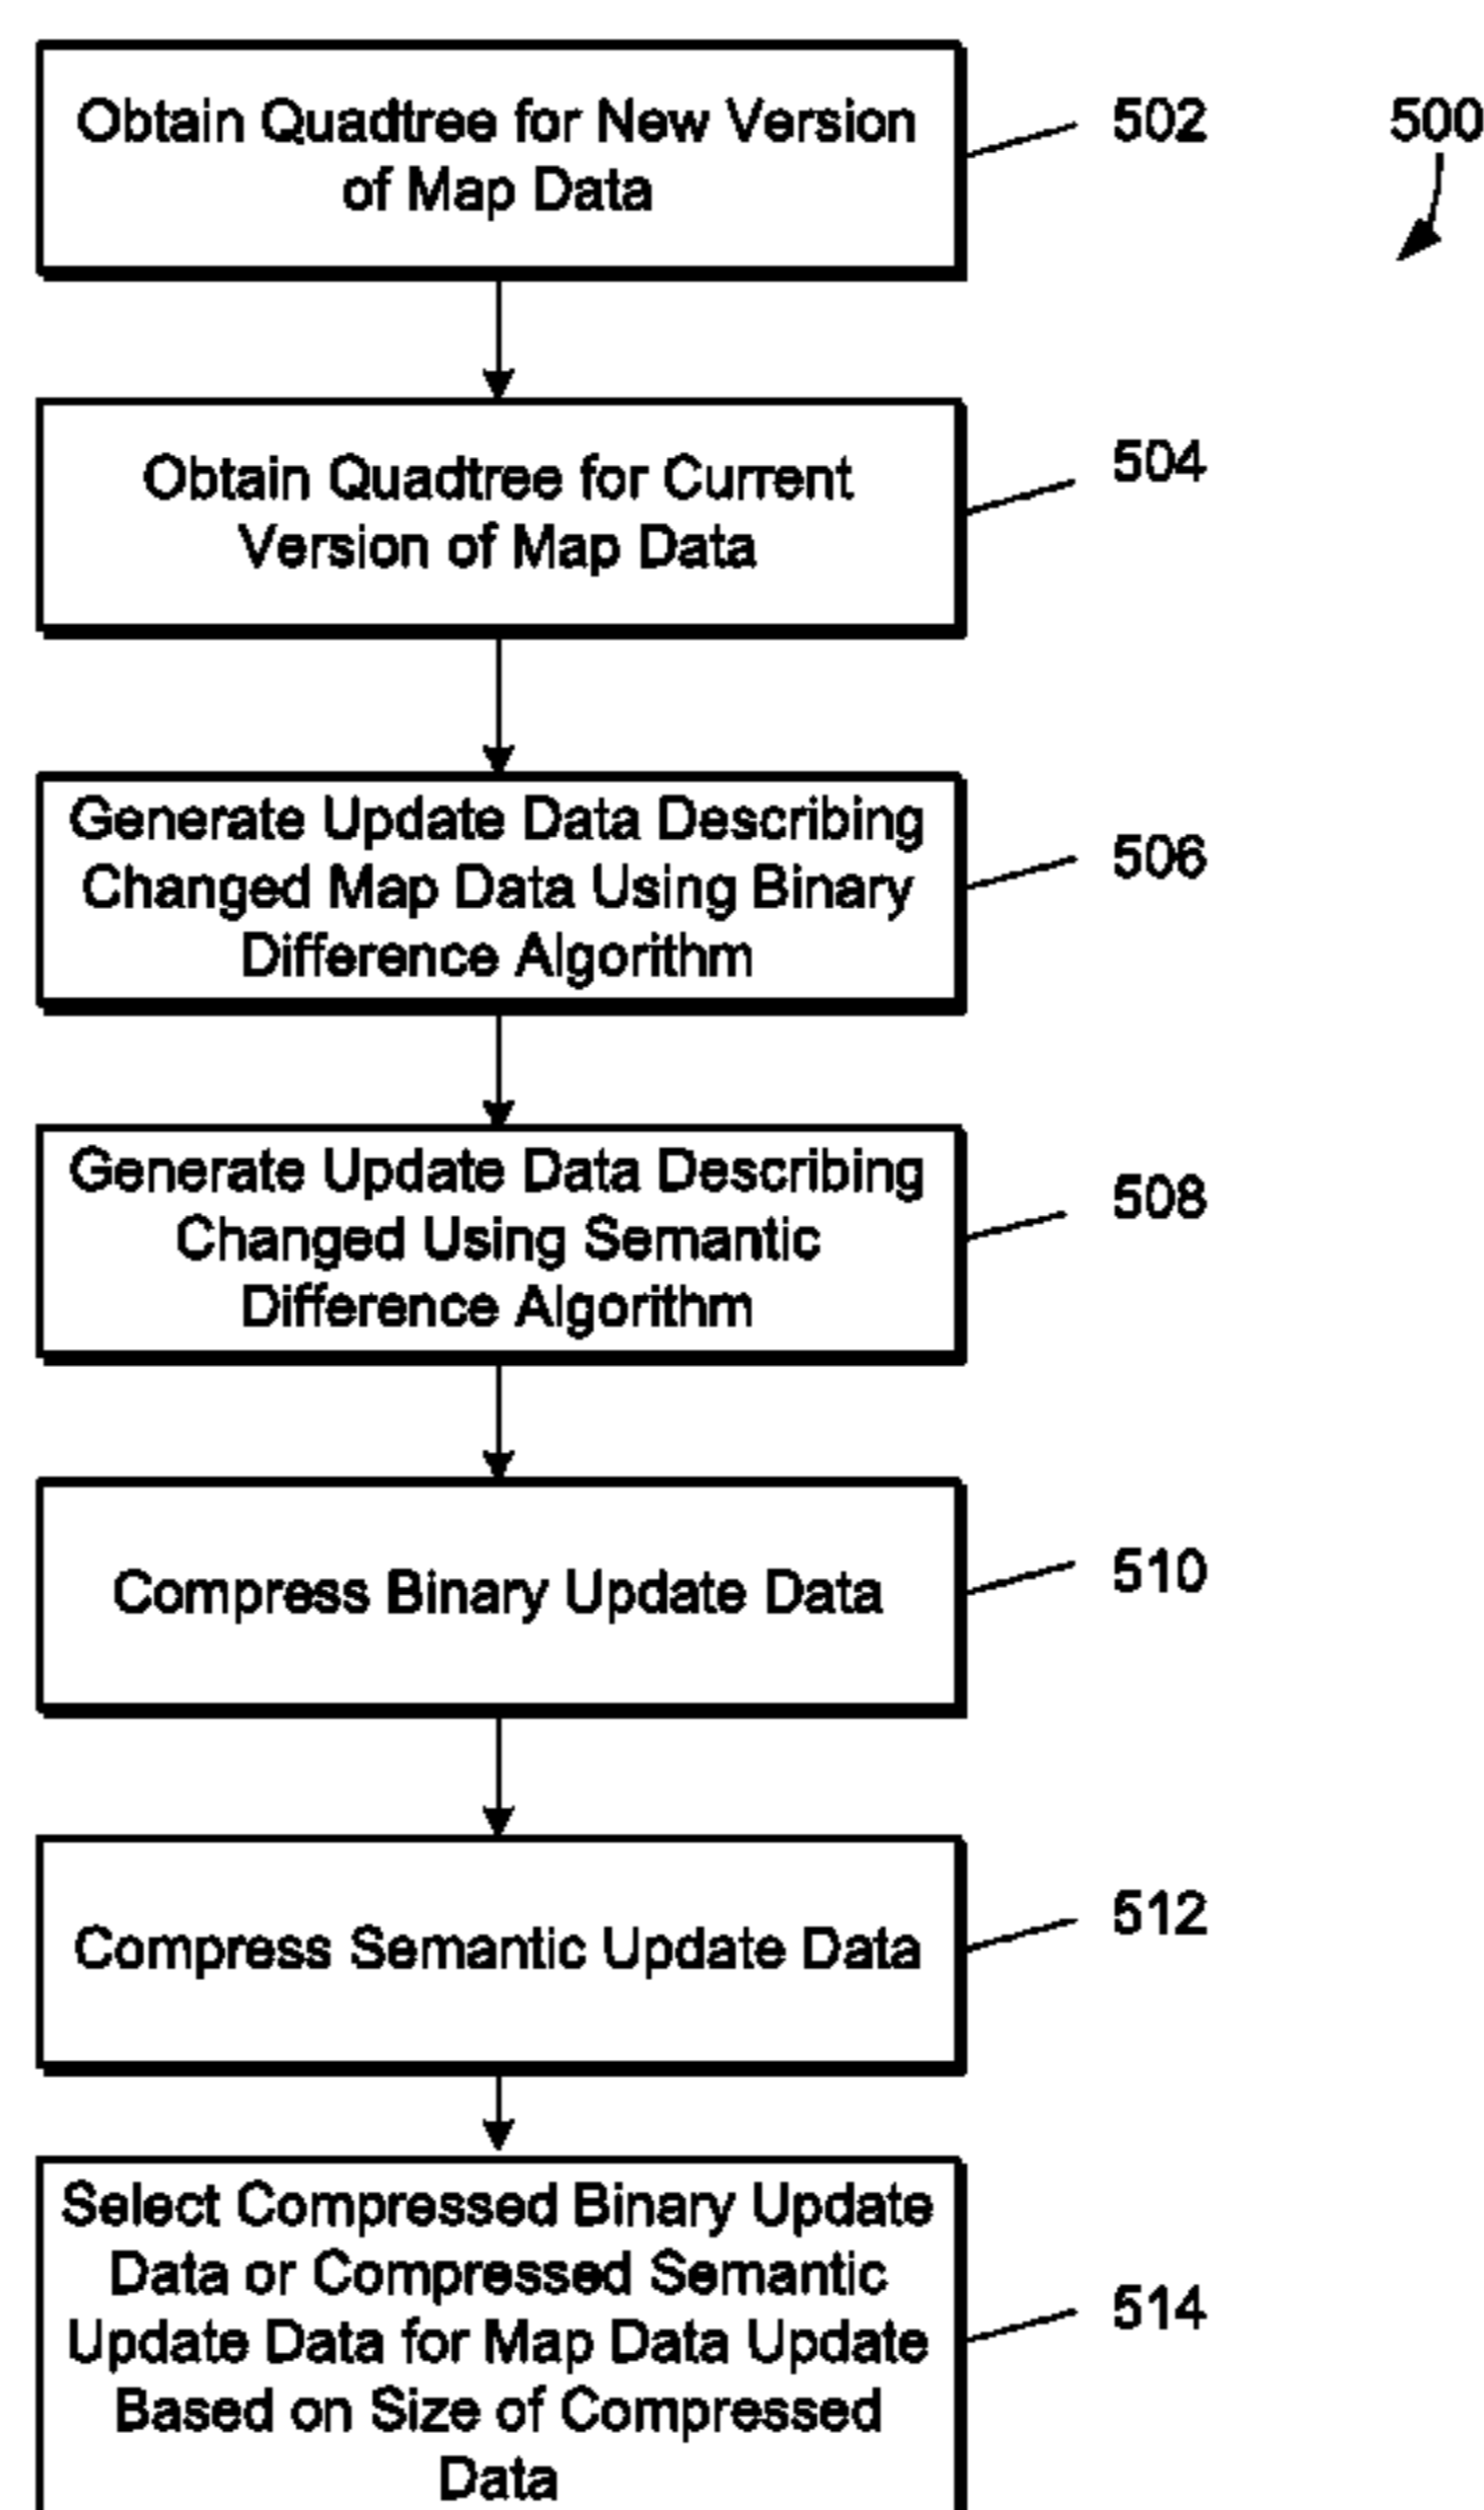 Obtain Quadtree for New Version
of Map Data
502
500
Obtain Quadtree for Current
Version of Map Data
504
Generate Update Data Describing
Changed Map Data Using Binary
Difference Algorithm
506
Generate Update Data Describing
Changed Using Semantic
Difference Algorithm
508
Compress Binary Update Data
510
Compress Semantic Update Data
512
Select Compressed Binary Update
Data or Compressed Semantic
Update Data for Map Data Update
Based on Size of Compressed
Data
514